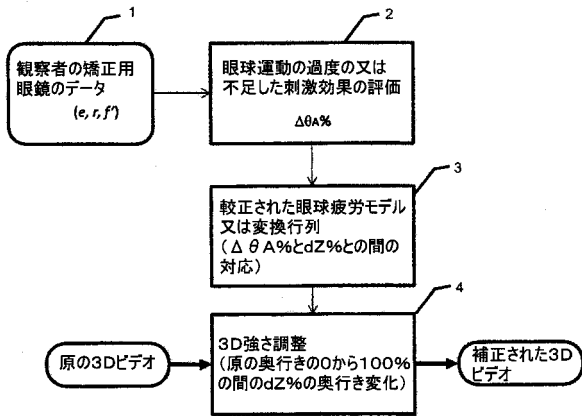 1
観察者の矯正用
眼鏡のデータ
(e, r, f')
2
眼球運動の過度の又は
不足した刺激効果の評価
ΔθA%
3
較正された眼球疲労モデル
又は変換行列
(ΔθA%とdZ%との間の
対応)
4
3D強さ調整
(原の奥行きの0から100%
の間のdZ%の奥行き変化)
原の3Dビデオ
補正された3D
ビデオ